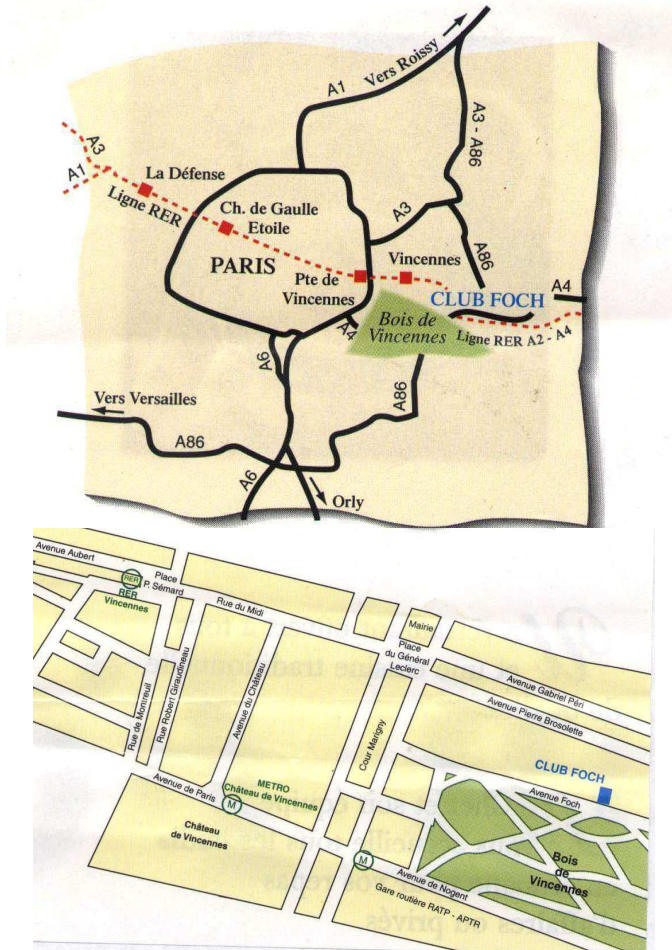 Vers Roissy
A1
A3 - A86
A3
A1
La Défense
Ligne RER
Ch. de Gaulle
Etoile
A3
PARIS
A86
Vincennes
Pte de
Vincennes
CLUB FOCH
A4
Bois de
Vincennes
A4
Ligne RER A2 - A4
A6
Vers Versailles
A86
A86
A6
Orly
Avenue Aubert
RER
RER
Vincennes
Place
P. Sémard
Rue du Midi
Mairie
Place
du Général
Leclerc
Avenue Gabriel Péri
Avenue Pierre Brosolette
Rue de Montreuil
Rue Robert Giraudineau
Avenue du Château
Cour Marigny
CLUB FOCH
Avenue Foch
Avenue de Paris
METRO
Château de Vincennes
M
Château
de Vincennes
M
Bois
de
Vincennes
Avenue de Nogent
Gare routière RATP - APTR